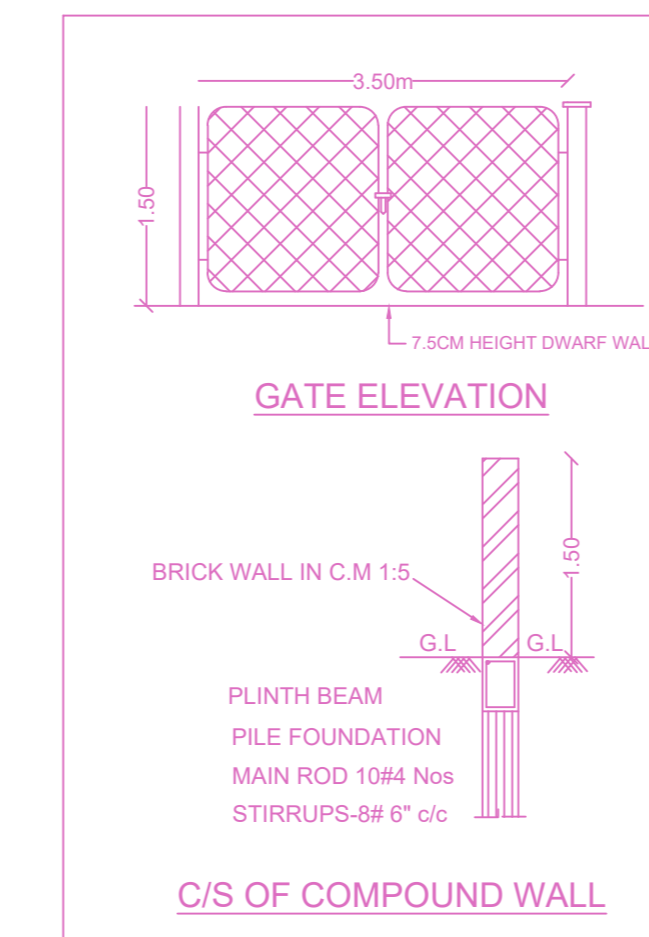 3.50m
1.50
7.5CM HEIGHT DWARF WAL
GATE ELEVATION
1.50
BRICK WALL IN C.M 1:5
G.L G.L
PLINTH BEAM
PILE FOUNDATION
MAIN ROD 10#4 Nos
STIRRUPS-8# 6" c/c
C/S OF COMPOUND WALL